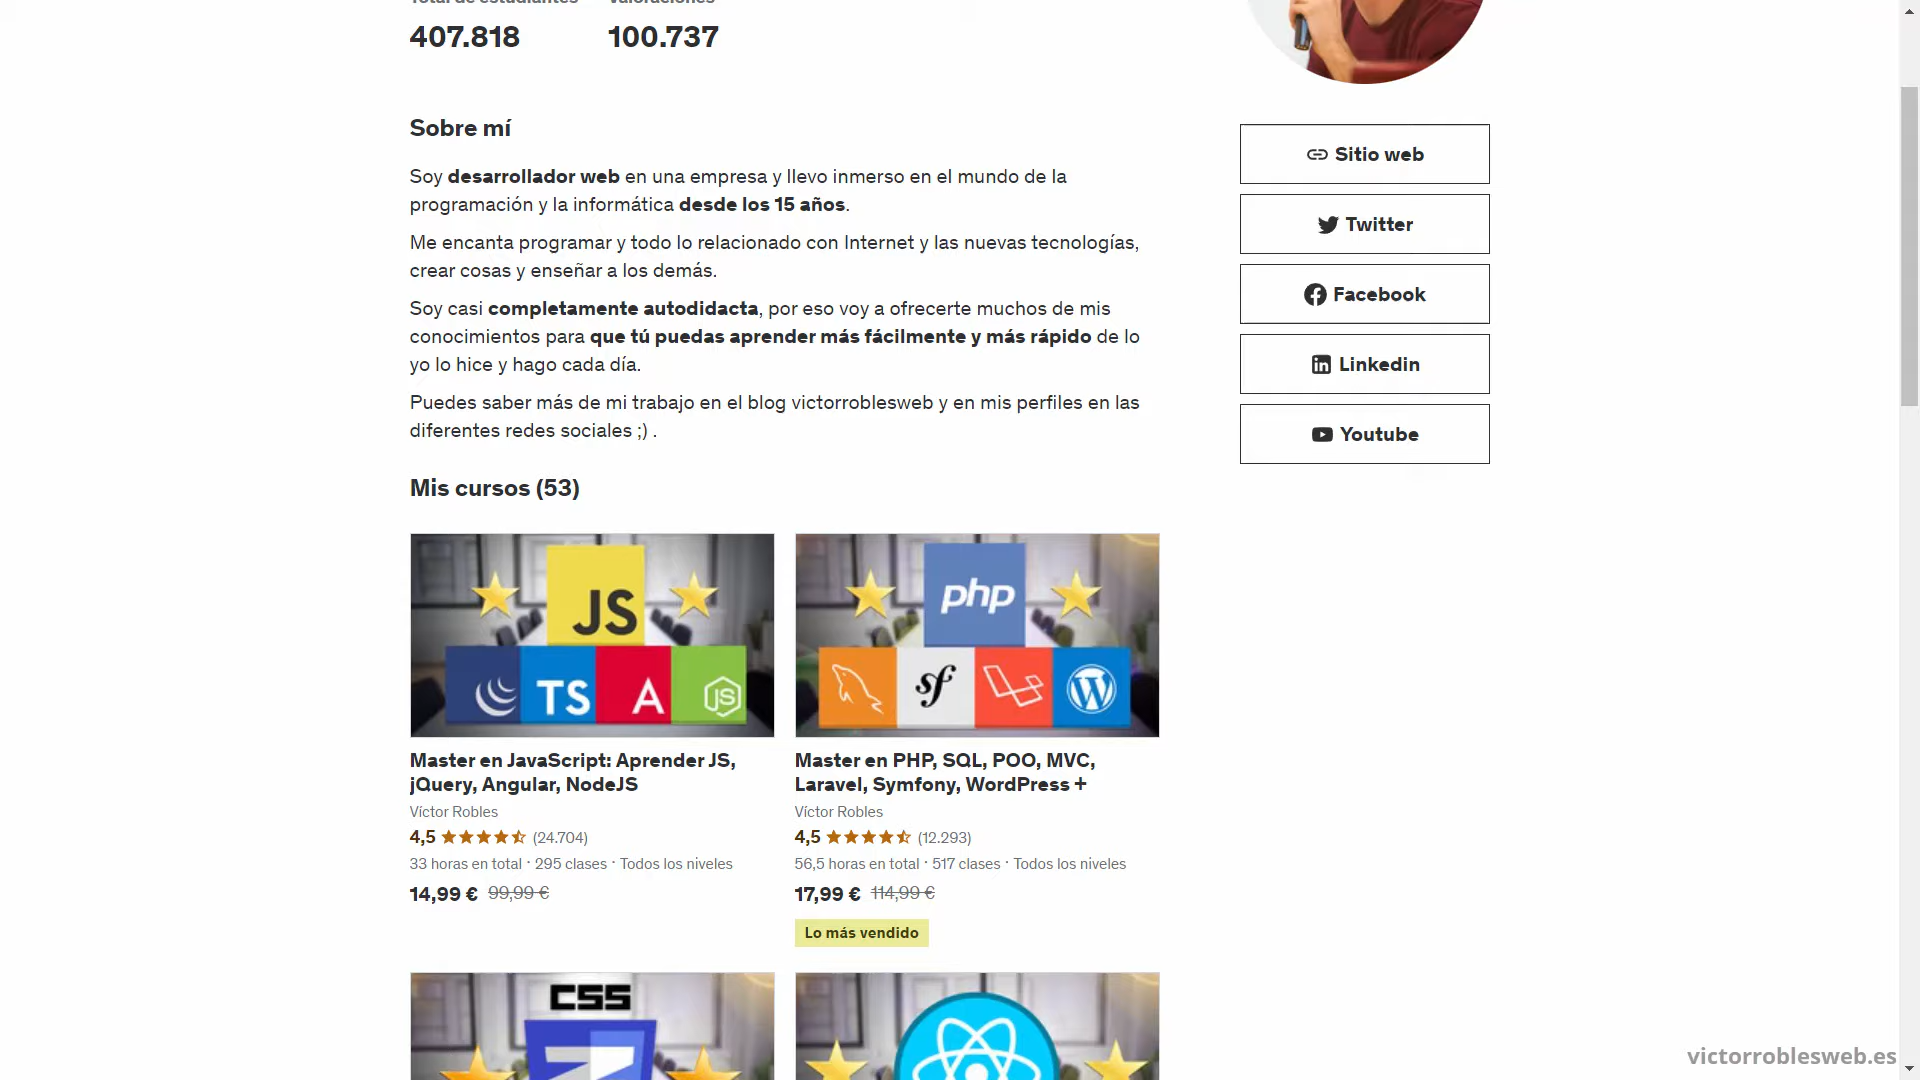 Total de estudiantes
Valoraciones
407.818
100.737
Sobre mí
Soy desarrollador web en una empresa y llevo inmerso en el mundo de la
programación y la informática desde los 15 años.
Me encanta programar y todo lo relacionado con Internet y las nuevas tecnologías,
crear cosas y enseñar a los demás.
Soy casi completamente autodidacta, por eso voy a ofrecerte muchos de mis
conocimientos para que tú puedas aprender más fácilmente y más rápido de lo
yo lo hice y hago cada día.
Puedes saber más de mi trabajo en el blog victorroblesweb y en mis perfiles en las
diferentes redes sociales ;) .
Sitio web
Twitter
Facebook
Linkedin
Youtube
Mis cursos (53)
JS
TS
A
JS
Master en JavaScript: Aprender JS,
jQuery, Angular, NodeJS
Víctor Robles
4,5 (24.704)
33 horas en total · 295 clases · Todos los niveles
14,99 € 99,99 €
php
sf
W
Master en PHP, SQL, POO, MVC,
Laravel, Symfony, WordPress +
Víctor Robles
4,5 (12.293)
56,5 horas en total · 517 clases · Todos los niveles
17,99 € 114,99 €
Lo más vendido
CSS
victorroblesweb.es